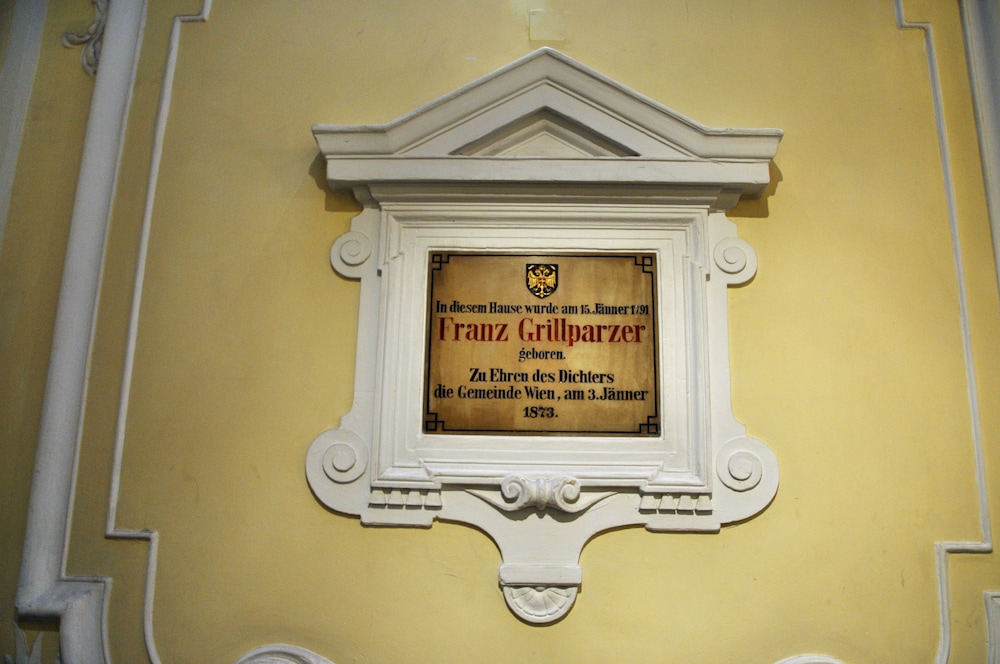 In diesem Hause wurde am 15. Jänner 1791
Franz Grillparzer
geboren.
Zu Ehren des Dichters
die Gemeinde Wien, am 3. Jänner
1873.